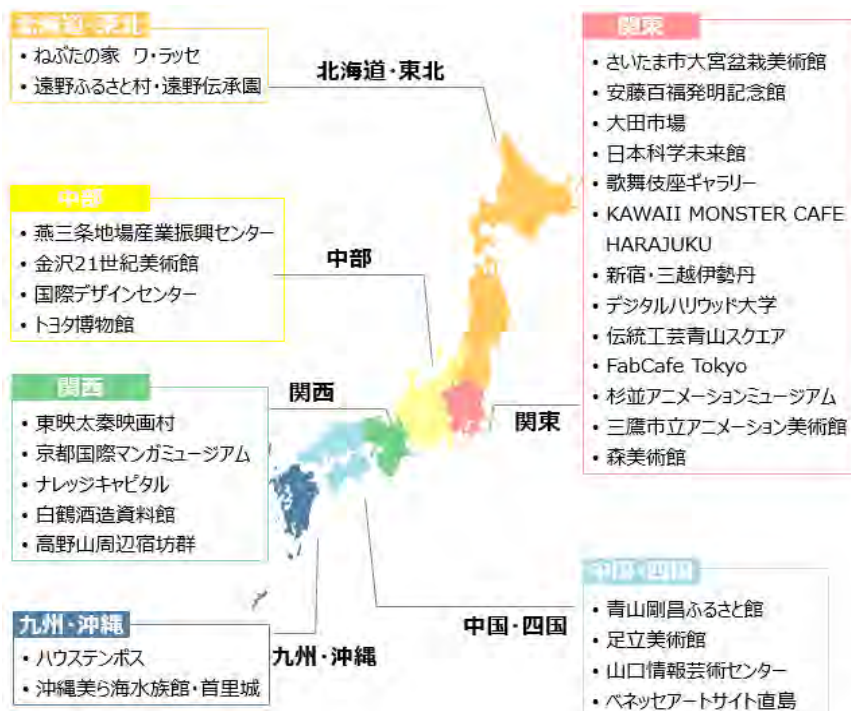 北海道・東北
・ねぶたの家 ワ・ラッセ
・遠野ふるさと村・遠野伝承園
北海道・東北
関東
・さいたま市大宮盆栽美術館
・安藤百福発明記念館
・大田市場
・日本科学未来館
・歌舞伎座ギャラリー
・KAWAII MONSTER CAFE
HARAJUKU
・新宿・三越伊勢丹
・デジタルハリウッド大学
・伝統工芸青山スクエア
・FabCafe Tokyo
・杉並アニメーションミュージアム
・三鷹市立アニメーション美術館
・森美術館
中部
・燕三条地場産業振興センター
・金沢21世紀美術館
・国際デザインセンター
・トヨタ博物館
中部
関西
・東映太秦映画村
・京都国際マンガミュージアム
・ナレッジキャピタル
・白鶴酒造資料館
・高野山周辺宿坊群
関西
関東
九州・沖縄
・ハウステンボス
・沖縄美ら海水族館・首里城
九州・沖縄
中国・四国
中国・四国
・青山剛昌ふるさと館
・足立美術館
・山口情報芸術センター
・ベネッセアートサイト直島